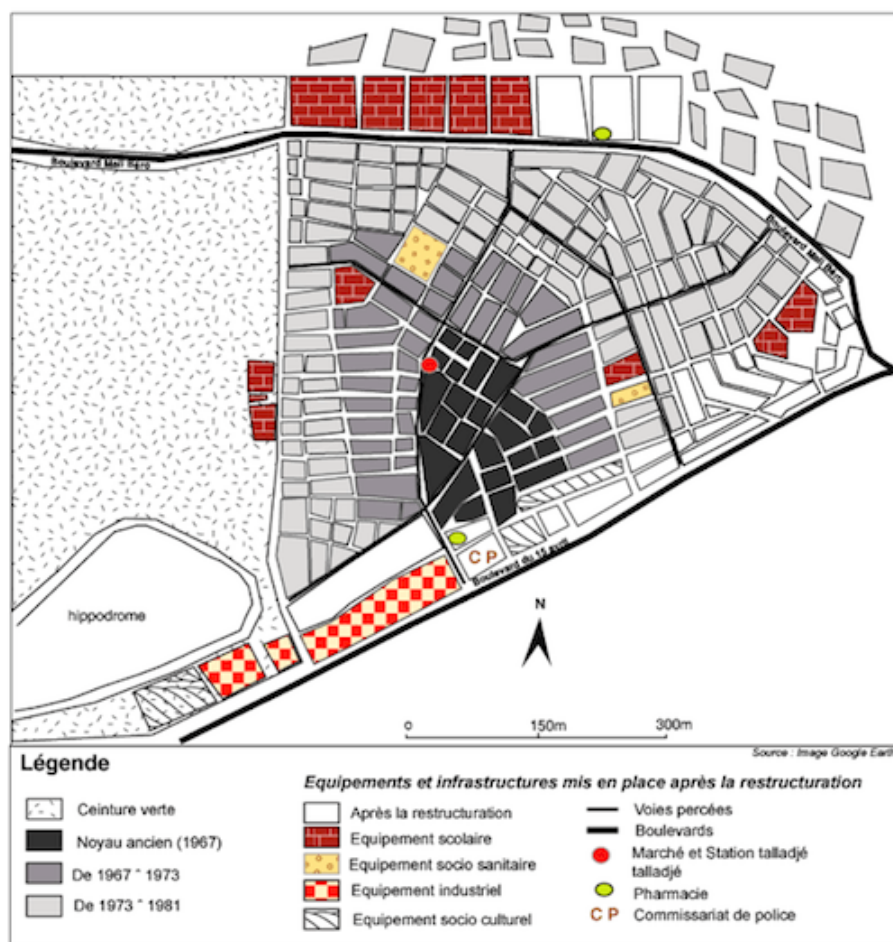 Boulevard Mali Béro
Boulevard Mali Béro
hippodrome
C P
Boulevard du 15 avril
N
o 150m 300m
Source : Image Google Earth
Légende
Ceinture verte
Noyau ancien (1967)
De 1967 ˜ 1973
De 1973 ˜ 1981
Equipements et infrastructures mis en place après la restructuration
Après la restructuration
Equipement scolaire
Equipement socio sanitaire
Equipement industriel
Equipement socio culturel
Voies percées
Boulevards
Marché et Station talladjé
talladjé
Pharmacie
C P Commissariat de police